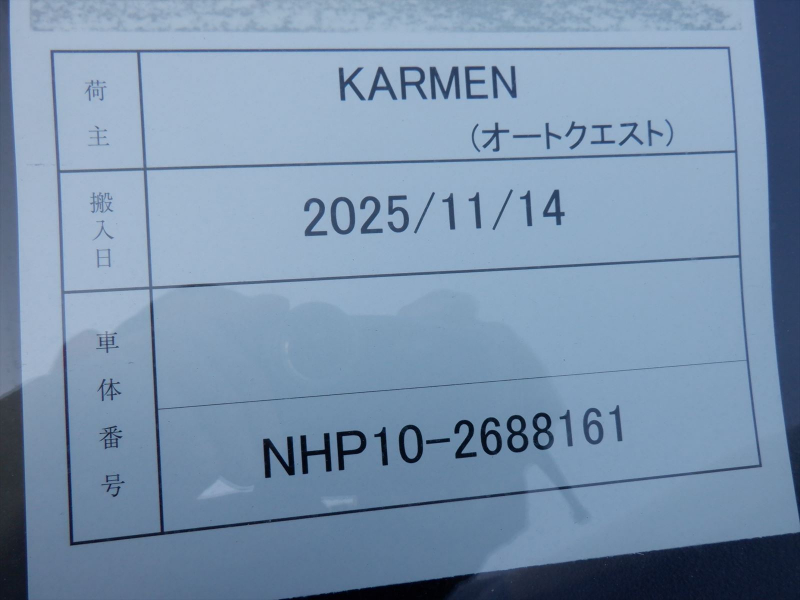 荷主
KARMEN
(オートクエスト)
搬入日
2025/11/14
車体番号
NHP10-2688161